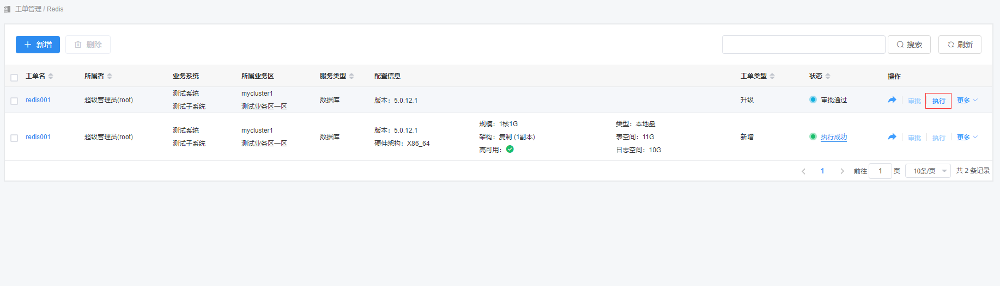 工单管理 / Redis
新增 删除 搜索 刷新
工单名 所属者 业务系统 所属业务区 服务类型 配置信息 工单类型 状态 操作
redis001 超级管理员(root) 测试系统 测试子系统 mycluster1 测试业务区一区 数据库 版本：5.0.12.1 升级 审批通过 审批 执行 更多
redis001 超级管理员(root) 测试系统 测试子系统 mycluster1 测试业务区一区 数据库 版本：5.0.12.1 硬件架构：X86_64 规模：1核1G 架构：复制 (1副本) 高可用： 类型：本地盘 表空间：11G 日志空间：10G 新增 执行成功 审批 执行 更多
1 前往 1 页 10条/页 共 2 条记录